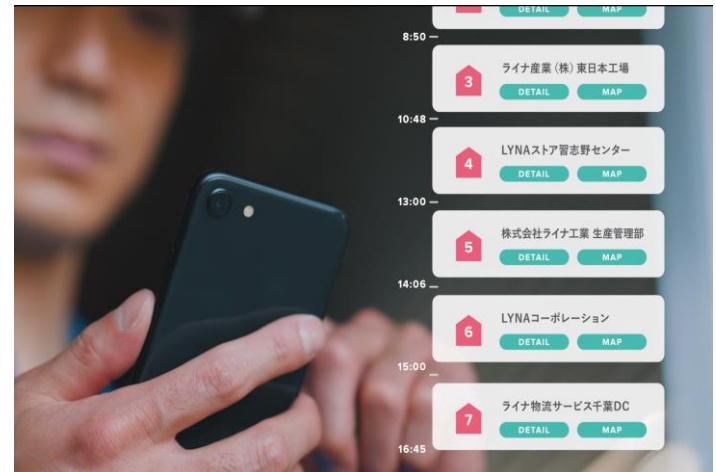 DETAIL MAP
8:50
3 ライナ産業（株）東日本工場
DETAIL MAP
10:48
4 LYNAストア習志野センター
DETAIL MAP
13:00
5 株式会社ライナ工業 生産管理部
DETAIL MAP
14:06
6 LYNAコーポレーション
DETAIL MAP
15:00
7 ライナ物流サービス千葉DC
DETAIL MAP
16:45